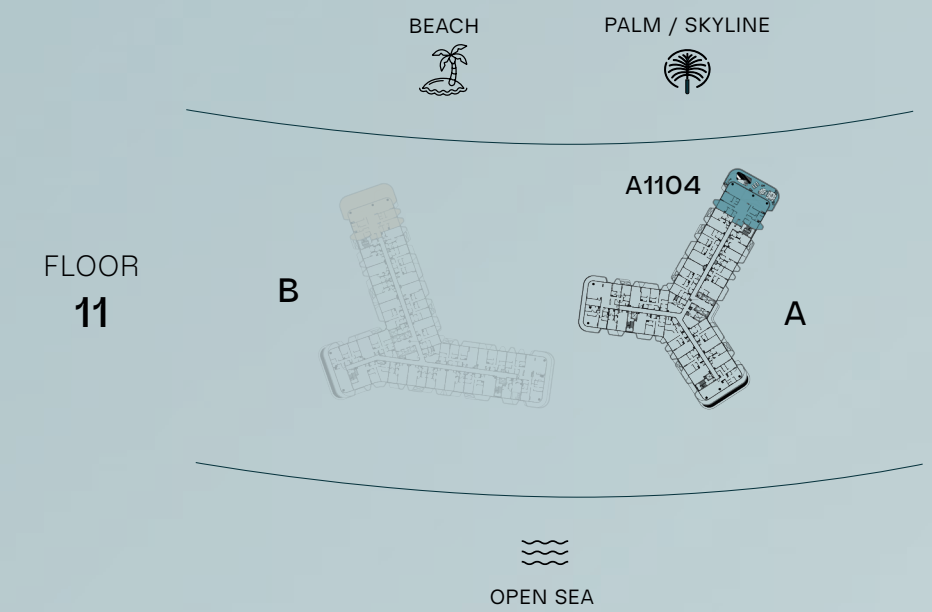 BEACH
PALM / SKYLINE
A1104
FLOOR
11
B
A
OPEN SEA